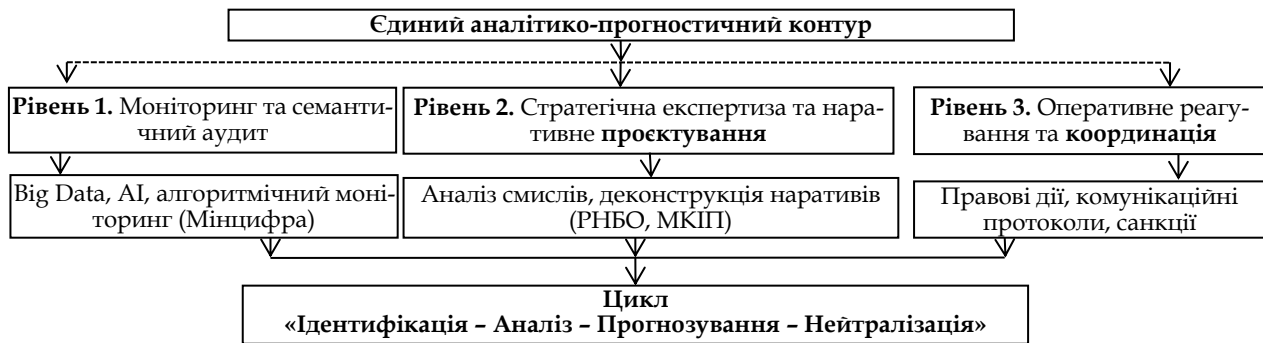 Єдиний аналітико-прогностичний контур
Рівень 1. Моніторинг та семанти-
чний аудит
Рівень 2. Стратегічна експертиза та нара-
тивне проєктування
Рівень 3. Оперативне реагу-
вання та координація
Big Data, AI, алгоритмічний моні-
торинг (Мінцифра)
Аналіз смислів, деконструкція наративів
(РНБО, МКІП)
Правові дії, комунікаційні
протоколи, санкції
Цикл
«Ідентифікація – Аналіз – Прогнозування – Нейтралізація»